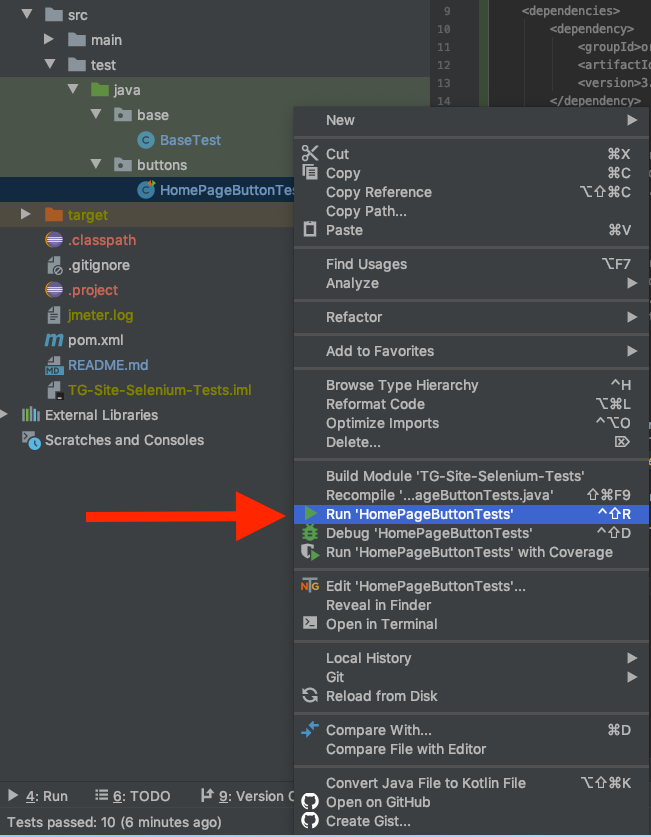 src
main
test
java
base
BaseTest
buttons
HomePageButtonTes
target
.classpath
.gitignore
.project
jmeter.log
pom.xml
README.md
TG-Site-Selenium-Tests.iml
External Libraries
Scratches and Consoles
9 <dependencies>
10 <dependency>
11 <groupId>or
12 <artifactId
13 <version>3.
14 </dependency>
New
Cut ⌘X
Copy ⌘C
Copy Reference ⌥⇧⌘C
Copy Path...
Paste ⌘V
Find Usages ⌥F7
Analyze
Refactor
Add to Favorites
Browse Type Hierarchy ^H
Reformat Code ⌥⌘L
Optimize Imports ^⌥O
Delete... ⌦
Build Module 'TG-Site-Selenium-Tests'
Recompile '...ageButtonTests.java' ⇧⌘F9
Run 'HomePageButtonTests' ^⇧R
Debug 'HomePageButtonTests' ^⇧D
Run 'HomePageButtonTests' with Coverage
Edit 'HomePageButtonTests'...
Reveal in Finder
Open in Terminal
Local History
Git
Reload from Disk
Compare With... ⌘D
Compare File with Editor
Convert Java File to Kotlin File ⌥⇧⌘K
Open on GitHub
Create Gist...
4: Run 6: TODO 9: Version C
Tests passed: 10 (6 minutes ago)